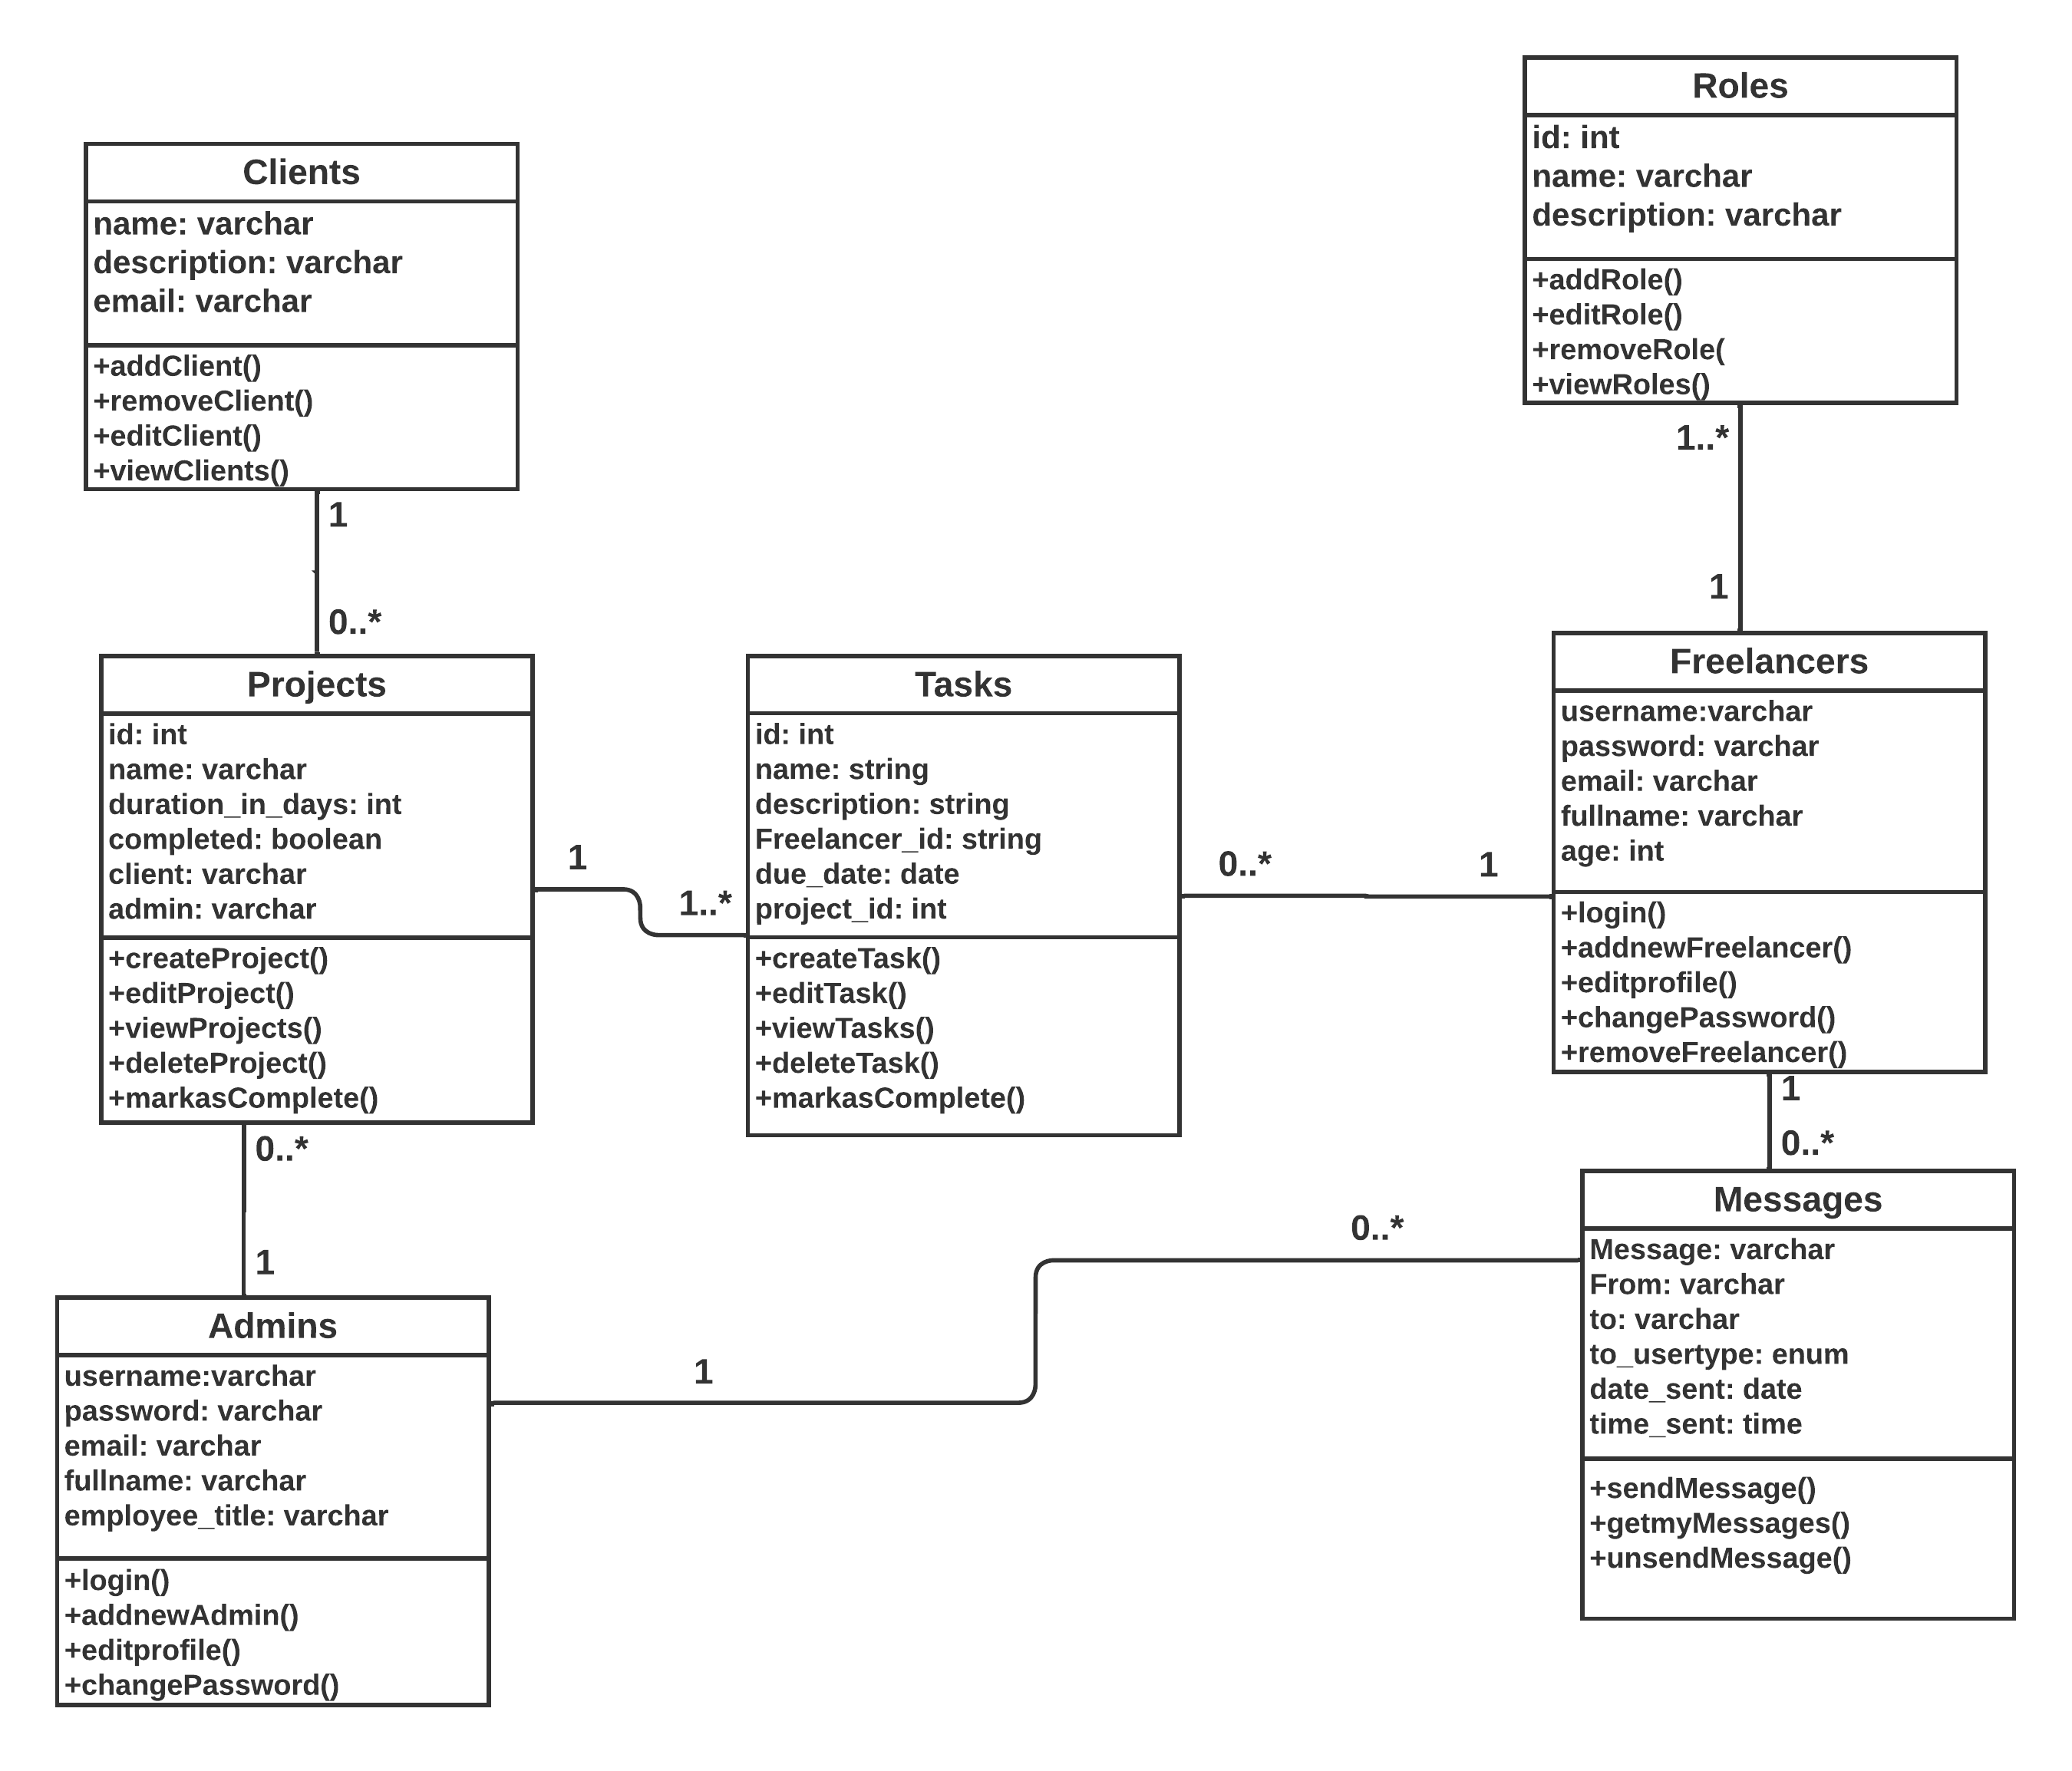 Roles
id: int
name: varchar
description: varchar
+addRole()
+editRole()
+removeRole(
+viewRoles()
1..*
1
Clients
name: varchar
description: varchar
email: varchar
+addClient()
+removeClient()
+editClient()
+viewClients()
1
0..*
Projects
id: int
name: varchar
duration_in_days: int
completed: boolean
client: varchar
admin: varchar
+createProject()
+editProject()
+viewProjects()
+deleteProject()
+markasComplete()
1
1..*
Tasks
id: int
name: string
description: string
Freelancer_id: string
due_date: date
project_id: int
+createTask()
+editTask()
+viewTasks()
+deleteTask()
+markasComplete()
0..*
1
Freelancers
username:varchar
password: varchar
email: varchar
fullname: varchar
age: int
+login()
+addnewFreelancer()
+editprofile()
+changePassword()
+removeFreelancer()
1
0..*
0..*
1
Admins
username:varchar
password: varchar
email: varchar
fullname: varchar
employee_title: varchar
+login()
+addnewAdmin()
+editprofile()
+changePassword()
1
0..*
Messages
Message: varchar
From: varchar
to: varchar
to_usertype: enum
date_sent: date
time_sent: time
+sendMessage()
+getmyMessages()
+unsendMessage()